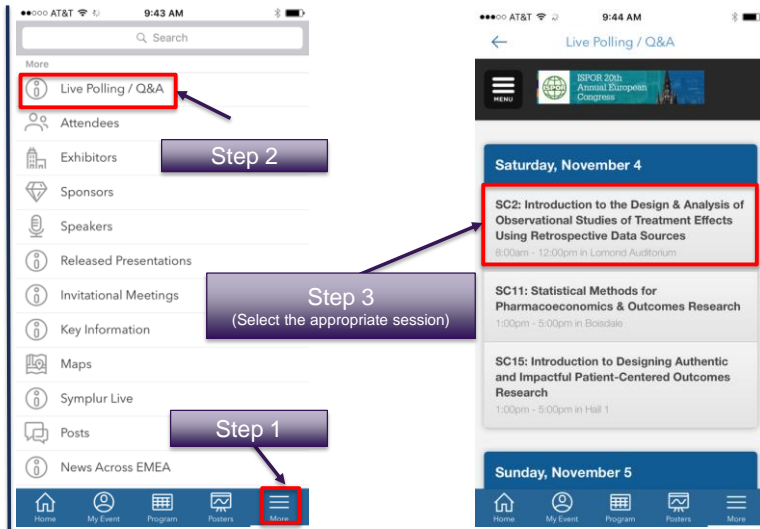 AT&T
9:43 AM
Search
More
Live Polling / Q&A
Attendees
Exhibitors
Sponsors
Speakers
Released Presentations
Invitational Meetings
Key Information
Maps
Symplur Live
Posts
News Across EMEA
Home
My Event
Program
Posters
More
Step 2
Step 3
(Select the appropriate session)
Step 1
AT&T
9:44 AM
Live Polling / Q&A
MENU
ISPOR
ISPOR 20th
Annual European
Congress
Saturday, November 4
SC2: Introduction to the Design & Analysis of
Observational Studies of Treatment Effects
Using Retrospective Data Sources
8:00am - 12:00pm in Lomond Auditorium
SC11: Statistical Methods for
Pharmacoeconomics & Outcomes Research
1:00pm - 5:00pm in Boisdale
SC15: Introduction to Designing Authentic
and Impactful Patient-Centered Outcomes
Research
1:00pm - 5:00pm in Hall 1
Sunday, November 5
Home
My Event
Program
Posters
More